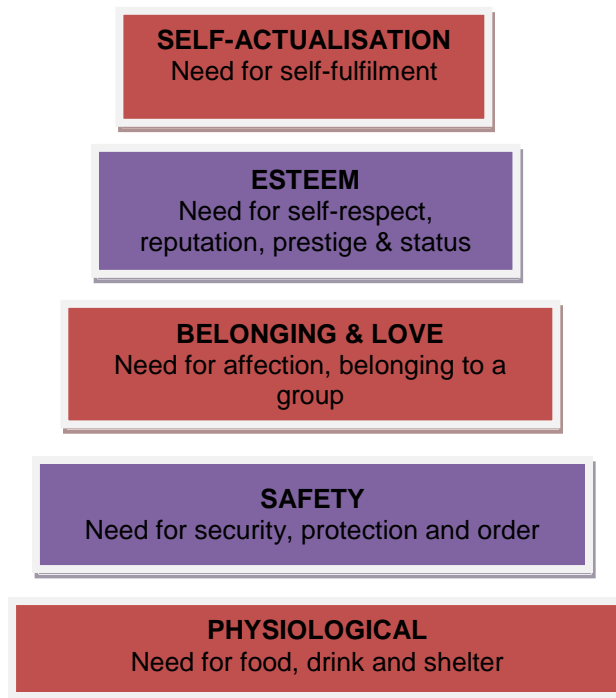 SELF-ACTUALISATION
Need for self-fulfilment
ESTEEM
Need for self-respect,
reputation, prestige & status
BELONGING & LOVE
Need for affection, belonging to a
group
SAFETY
Need for security, protection and order
PHYSIOLOGICAL
Need for food, drink and shelter